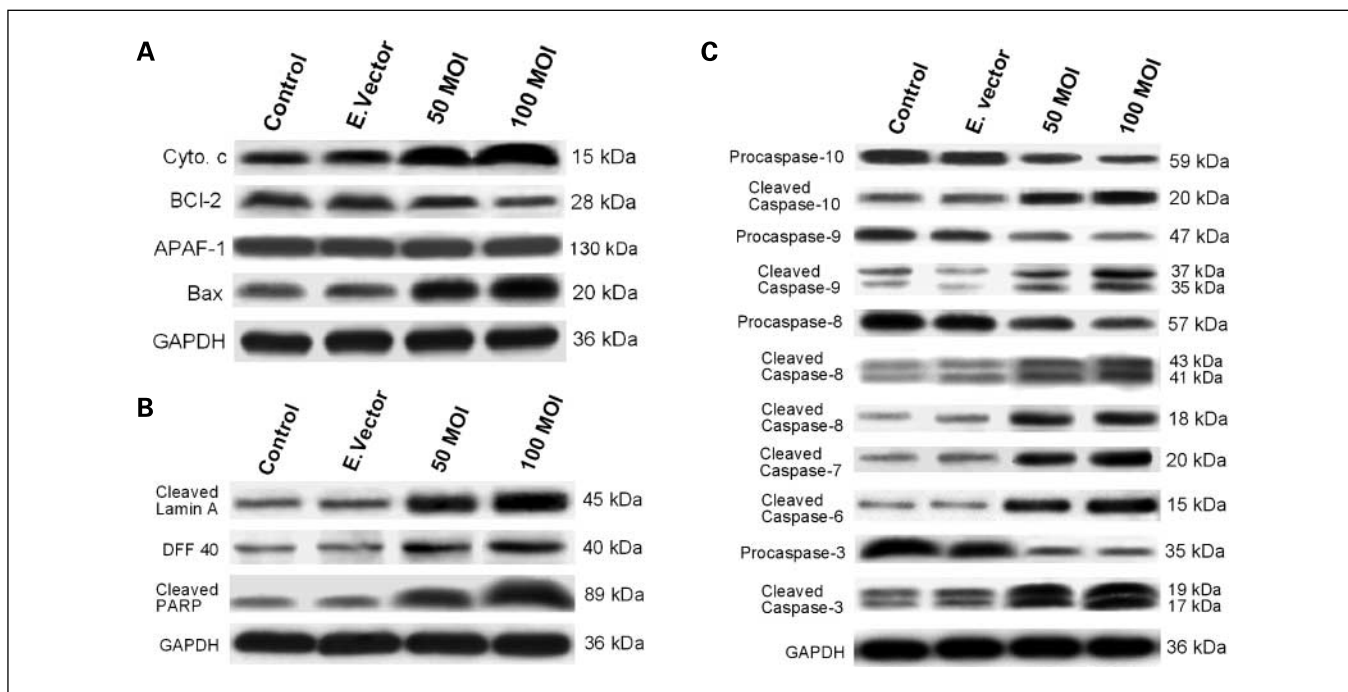 A
Control E. Vector 50 MOI 100 MOI
Cyto. c 15 kDa
BCl-2 28 kDa
APAF-1 130 kDa
Bax 20 kDa
GAPDH 36 kDa
B
Control E. Vector 50 MOI 100 MOI
Cleaved
Lamin A 45 kDa
DFF 40 40 kDa
Cleaved
PARP 89 kDa
GAPDH 36 kDa
C
Control E. vector 50 MOI 100 MOI
Procaspase-10 59 kDa
Cleaved
Caspase-10 20 kDa
Procaspase-9 47 kDa
Cleaved 37 kDa
Caspase-9 35 kDa
Procaspase-8 57 kDa
Cleaved 43 kDa
Caspase-8 41 kDa
Cleaved
Caspase-8 18 kDa
Cleaved
Caspase-7 20 kDa
Cleaved
Caspase-6 15 kDa
Procaspase-3 35 kDa
Cleaved 19 kDa
Caspase-3 17 kDa
GAPDH 36 kDa